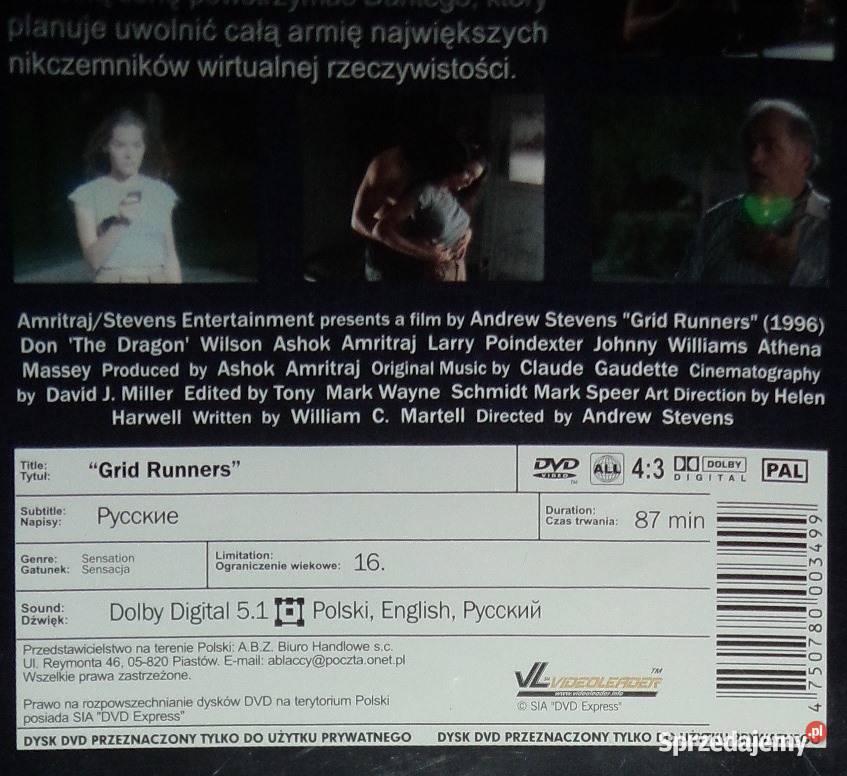 planuje uwolnić całą armię największych
nikczemników wirtualnej rzeczywistości.
Amritraj/Stevens Entertainment presents a film by Andrew Stevens "Grid Runners" (1996)
Don 'The Dragon' Wilson Ashok Amritraj Larry Poindexter Johnny Williams Athena
Massey Produced by Ashok Amritraj Original Music by Claude Gaudette Cinematography
by David J. Miller Edited by Tony Mark Wayne Schmidt Mark Speer Art Direction by Helen
Harwell Written by William C. Martell Directed by Andrew Stevens
Title:
Tytuł:
“Grid Runners”
DVD VIDEO TM ALL 4:3 DOLBY DIGITAL PAL
Subtitle:
Napisy:
Русские
Duration:
Czas trwania:
87 min
Genre: Sensation
Gatunek: Sensacja
Limitation:
Ograniczenie wiekowe:
16.
Sound:
Dźwięk:
Dolby Digital 5.1 Polski, English, Русский
Przedstawicielstwo na terenie Polski: A.B.Z. Biuro Handlowe s.c.
Ul. Reymonta 46, 05-820 Piastów. E-mail: ablaccy@poczta.onet.pl
Wszelkie prawa zastrzeżone.
Prawo na rozpowszechnianie dysków DVD na terytorium Polski
posiada SIA "DVD Express"
VL VIDEOLEADER TM
www.videoleader.info
© SIA "DVD Express"
4 750780 003499
DYSK DVD PRZEZNACZONY TYLKO DO UŻYTKU PRYWATNEGO DYSK DVD PRZEZNACZONY TYLKO
Sprzedajemy.pl